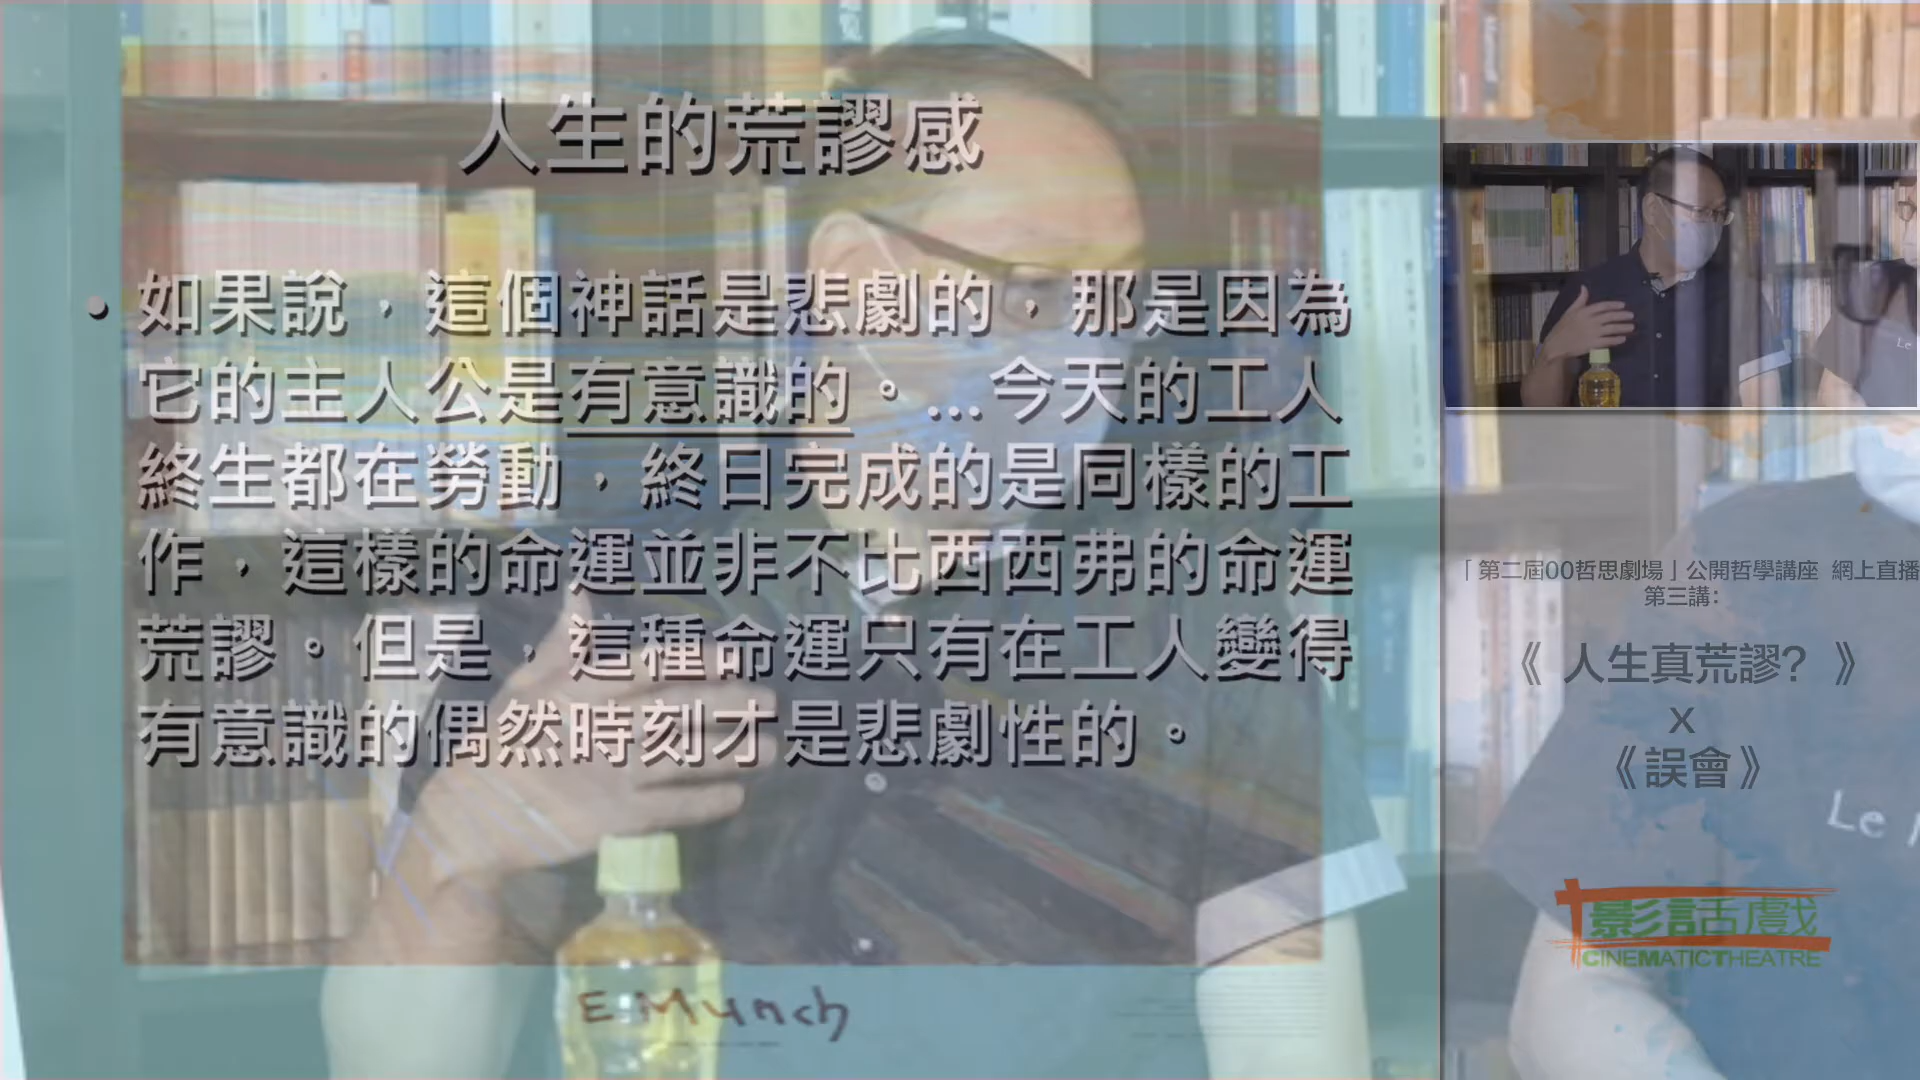 人生的荒謬感
• 如果說，這個神話是悲劇的，那是因為
它的主人公是有意識的。…今天的工人
終生都在勞動，終日完成的是同樣的工
作，這樣的命運並非不比西西弗的命運
荒謬。但是，這種命運只有在工人變得
有意識的偶然時刻才是悲劇性的。
E Munch
Le
「第二屆00哲思劇場」公開哲學講座 網上直播
第三講：
《 人生真荒謬？ 》
X
《誤會》
Le
影話戲
CINEMATICTHEATRE